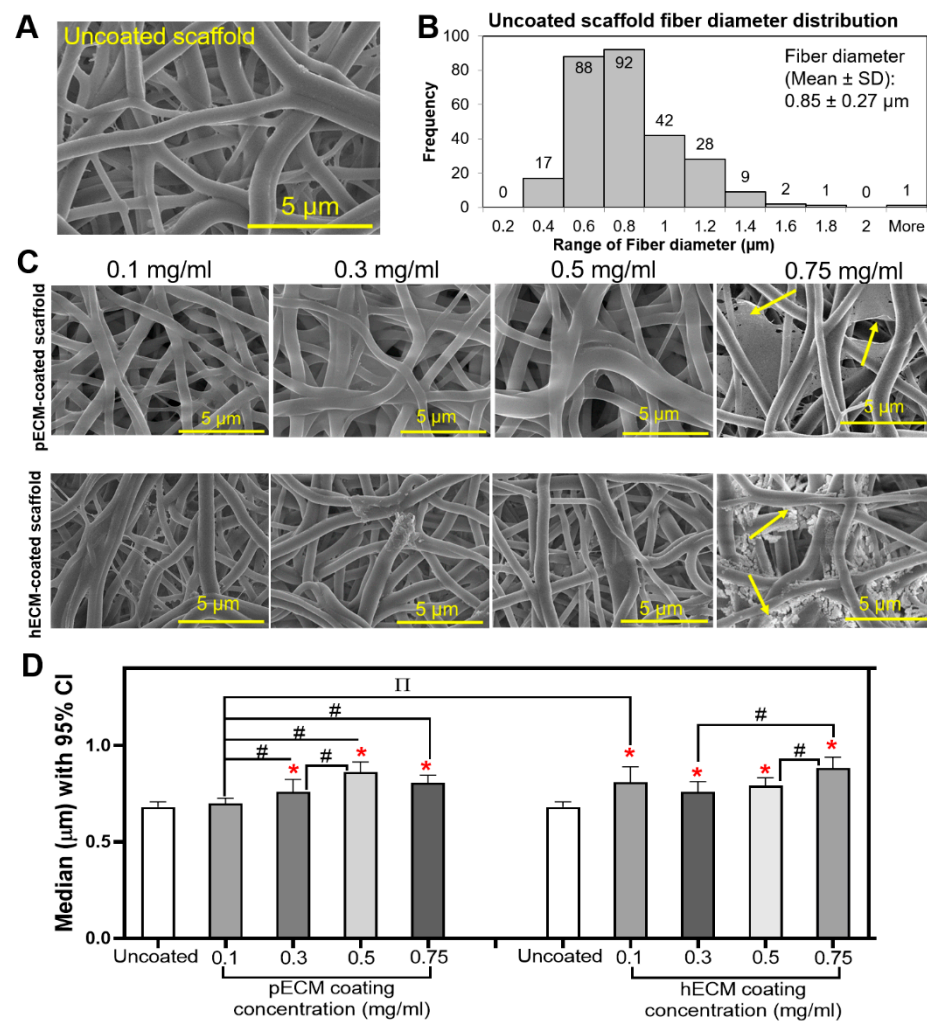 A
Uncoated scaffold
5 µm
B
Uncoated scaffold fiber diameter distribution
Frequency
100
80
60
40
20
0
0
17
88
92
42
28
9
2
1
0
1
Fiber diameter
(Mean ± SD):
0.85 ± 0.27 µm
0.2 0.4 0.6 0.8 1 1.2 1.4 1.6 1.8 2 More
Range of Fiber diameter (µm)
C
0.1 mg/ml 0.3 mg/ml 0.5 mg/ml 0.75 mg/ml
pECM-coated scaffold
5 µm 5 µm 5 µm 5 µm
hECM-coated scaffold
5 µm 5 µm 5 µm 5 µm
D
Median (µm) with 95% CI
1.0
0.5
0.0
Π
#
#
#
#
#
#
* * * * * * *
Uncoated 0.1 0.3 0.5 0.75 Uncoated 0.1 0.3 0.5 0.75
pECM coating
concentration (mg/ml)
hECM coating
concentration (mg/ml)